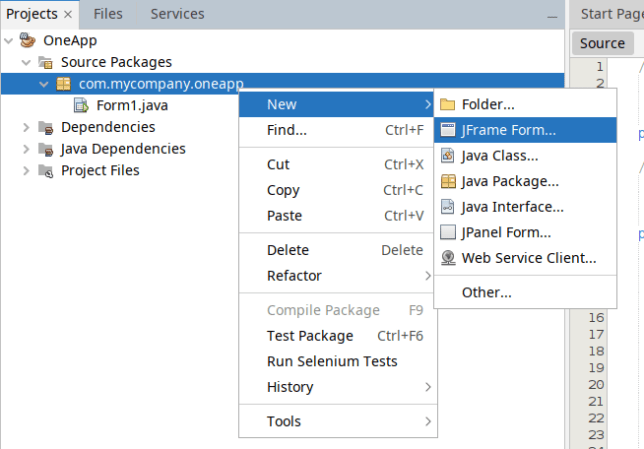 Projects × Files Services
OneApp
Source Packages
com.mycompany.oneapp
Form1.java
Dependencies
Java Dependencies
Project Files
New
Find... Ctrl+F
Cut Ctrl+X
Copy Ctrl+C
Paste Ctrl+V
Delete Delete
Refactor
Compile Package F9
Test Package Ctrl+F6
Run Selenium Tests
History
Tools
Folder...
JFrame Form...
Java Class...
Java Package...
Java Interface...
JPanel Form...
Web Service Client...
Other...
Start Page
Source
1 /
2
p
/
p
16
17
18
19
20
21
22
23